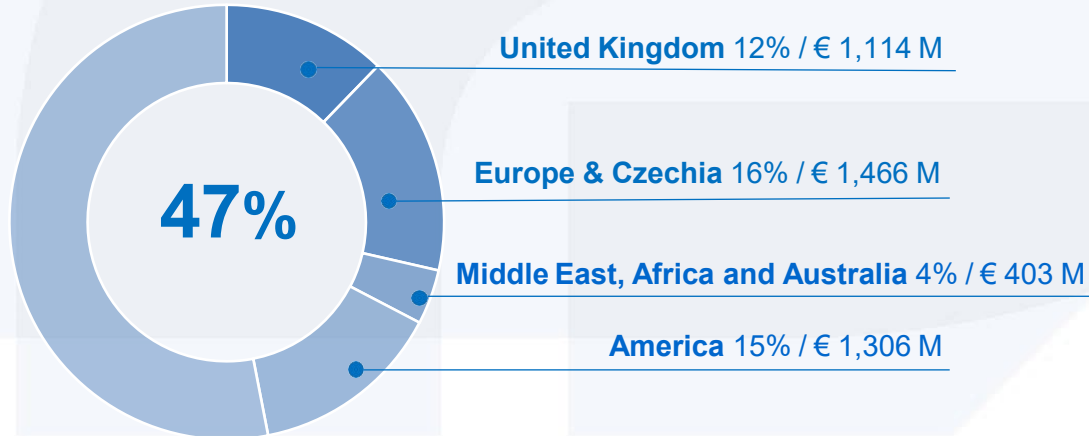 United Kingdom 12% / € 1,114 M
Europe & Czechia 16% / € 1,466 M
47%
Middle East, Africa and Australia 4% / € 403 M
America 15% / € 1,306 M